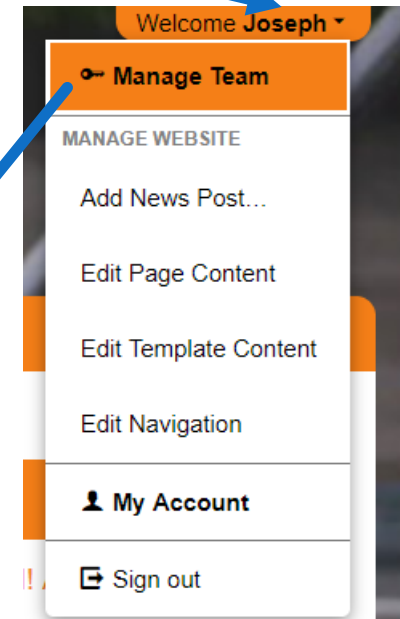 Welcome Joseph
Manage Team
MANAGE WEBSITE
Add News Post...
Edit Page Content
Edit Template Content
Edit Navigation
My Account
Sign out